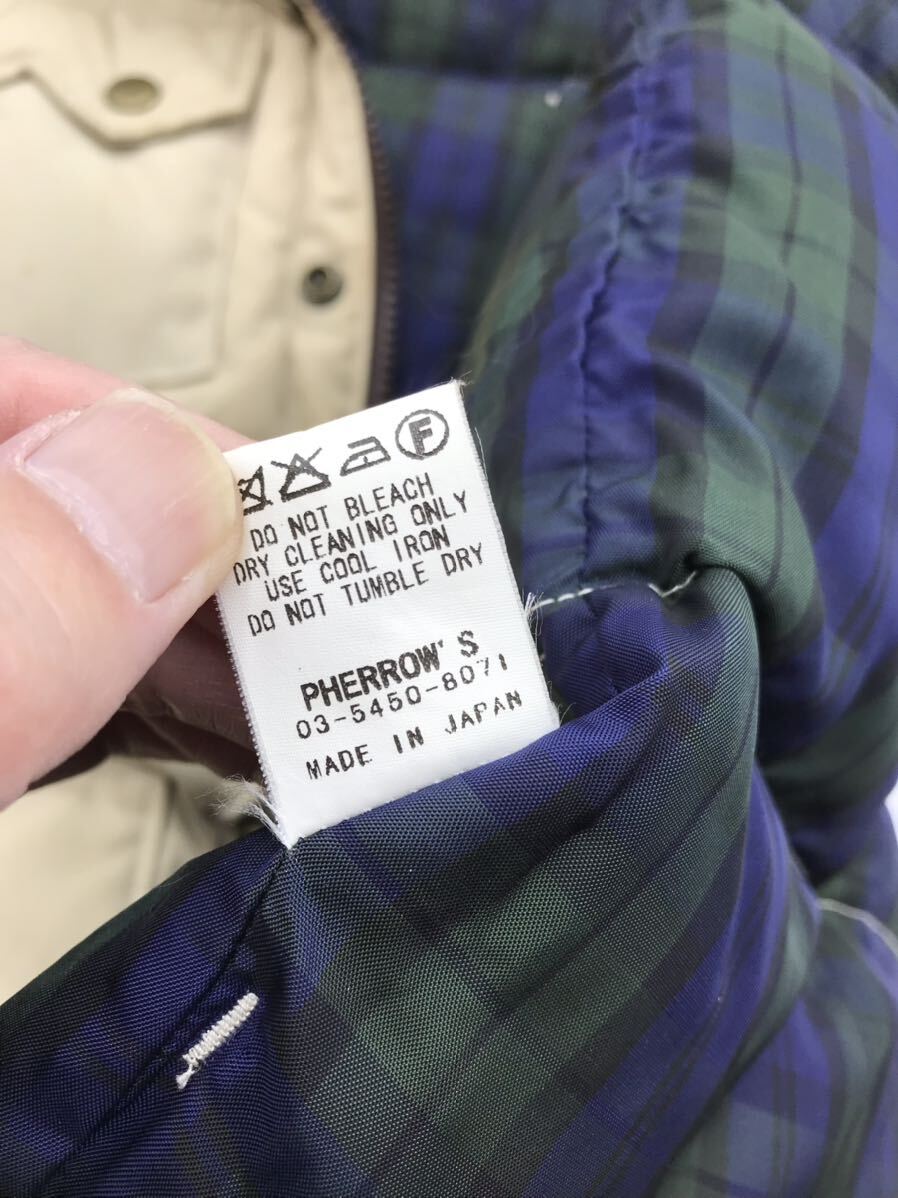 F
DO NOT BLEACH
DRY CLEANING ONLY
USE COOL IRON
DO NOT TUMBLE DRY
PHERROW'S
03-5450-8071
MADE IN JAPAN